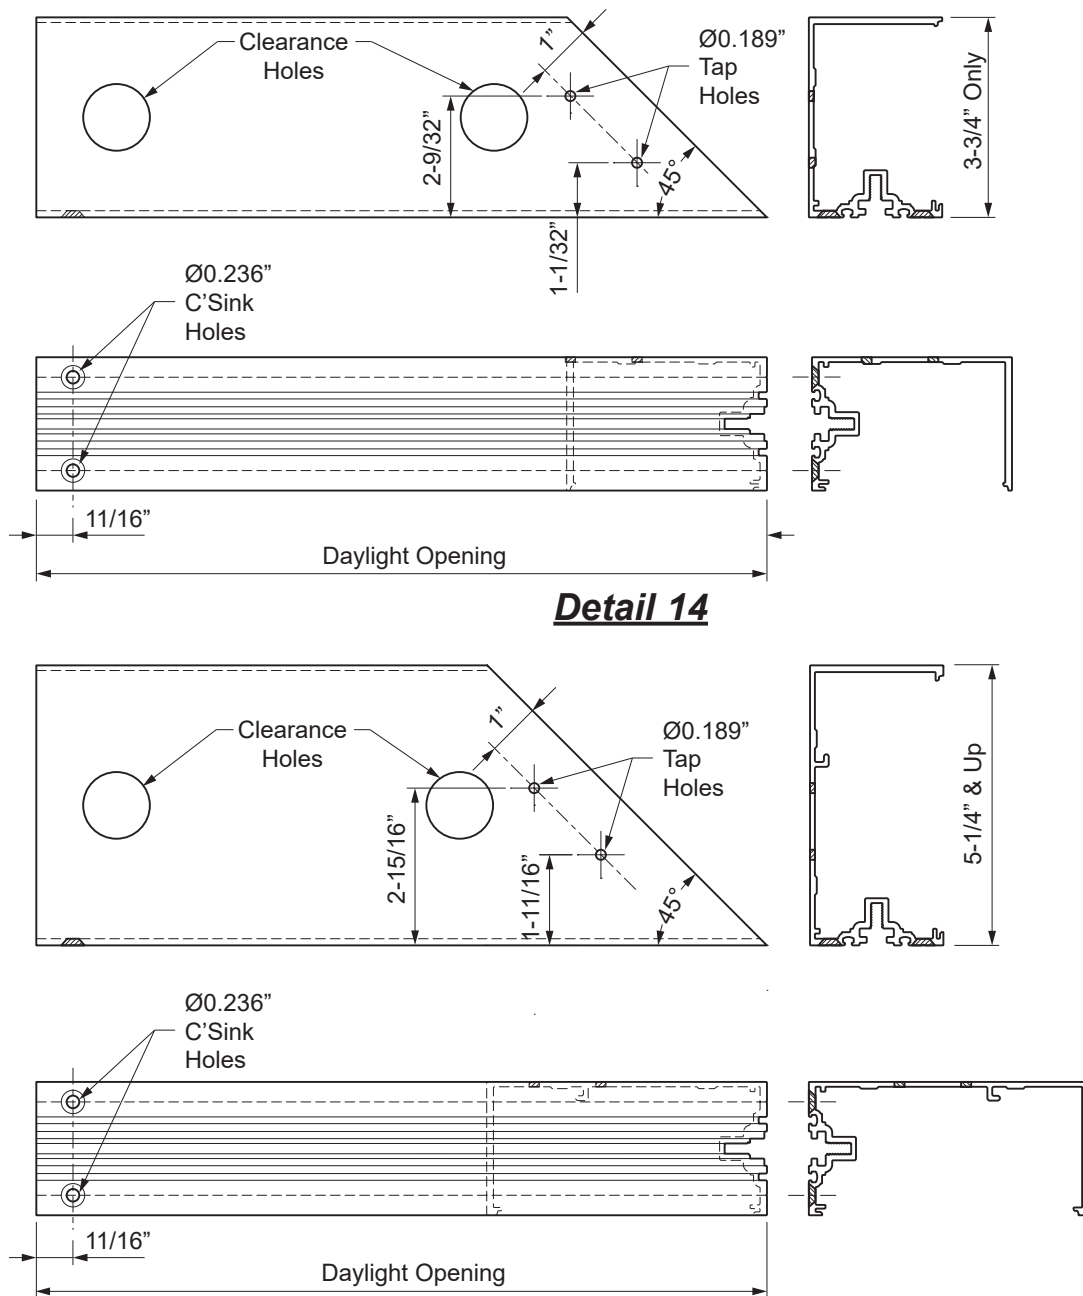 Clearance
Holes
1”
Ø0.189”
Tap
Holes
2-9/32”
1-1/32”
45°
3-3/4” Only
Ø0.236”
C’Sink
Holes
11/16”
Daylight Opening
Detail 14
Clearance
Holes
1”
Ø0.189”
Tap
Holes
2-15/16”
1-11/16”
45°
5-1/4” & Up
Ø0.236”
C’Sink
Holes
11/16”
Daylight Opening